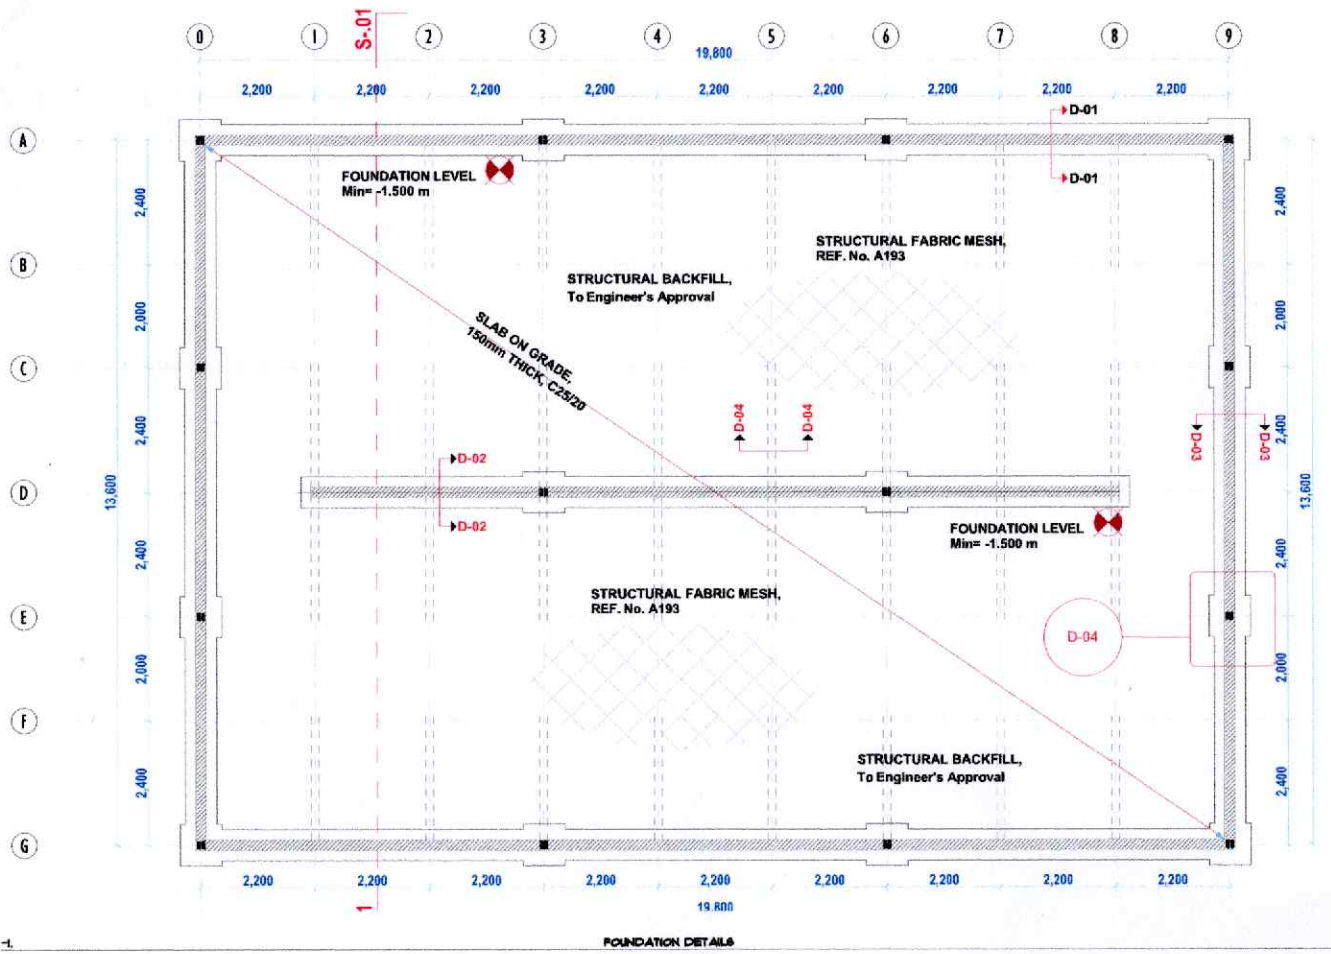 0 1 2 3 4 5 6 7 8 9
S-.01
19,800
2,200 2,200 2,200 2,200 2,200 2,200 2,200 2,200 2,200
D-01
A
FOUNDATION LEVEL
Min= -1.500 m
D-01
2,400 2,400
STRUCTURAL FABRIC MESH,
REF. No. A193
B
STRUCTURAL BACKFILL,
To Engineer's Approval
2,000 2,000
SLAB ON GRADE,
150mm THICK, C25/20
C
D-04 D-04
2,400 2,400
D-03 D-03
D-02
13,600 13,600
D
D-02
FOUNDATION LEVEL
Min= -1.500 m
2,400 2,400
STRUCTURAL FABRIC MESH,
REF. No. A193
E
D-04
2,000 2,000
F
STRUCTURAL BACKFILL,
To Engineer's Approval
2,400 2,400
G
2,200 2,200 2,200 2,200 2,200 2,200 2,200 2,200 2,200
1
19,800
FOUNDATION DETAILS